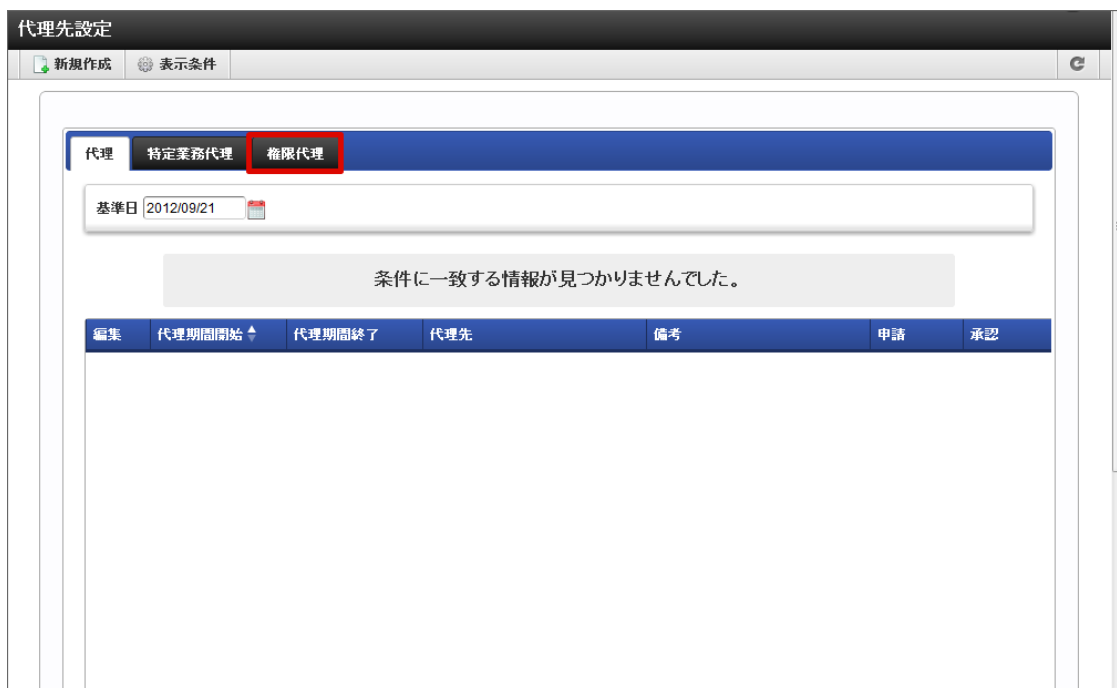 代理先設定
新規作成 表示条件
代理 特定業務代理 権限代理
基準日 2012/09/21
条件に一致する情報が見つかりませんでした。
編集 代理期間開始 代理期間終了 代理先 備考 申請 承認